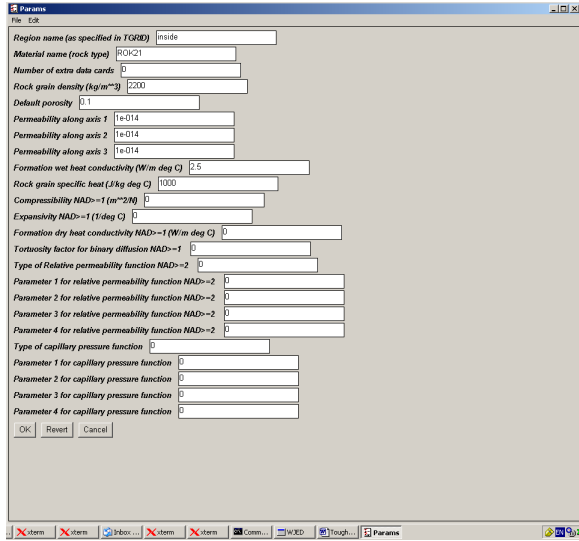 Params
File Edit
Region name (as specified in TGRID) inside
Material name (rock type) ROK21
Number of extra data cards 0
Rock grain density (kg/m^^3) 2200
Default porosity 0.1
Permeability along axis 1 1e-014
Permeability along axis 2 1e-014
Permeability along axis 3 1e-014
Formation wet heat conductivity (W/m deg C) 2.5
Rock grain specific heat (J/kg deg C) 1000
Compressibility NAD>=1 (m^^2/N) 0
Expansivity NAD>=1 (1/deg C) 0
Formation dry heat conductivity NAD>=1 (W/m deg C) 0
Tortuosity factor for binary diffusion NAD>=1 0
Type of Relative permeability function NAD>=2 0
Parameter 1 for relative permeability function NAD>=2 0
Parameter 2 for relative permeability function NAD>=2 0
Parameter 3 for relative permeability function NAD>=2 0
Parameter 4 for relative permeability function NAD>=2 0
Type of capillary pressure function 0
Parameter 1 for capillary pressure function 0
Parameter 2 for capillary pressure function 0
Parameter 3 for capillary pressure function 0
Parameter 4 for capillary pressure function 0
OK Revert Cancel
.. xterm xterm Inbox ... xterm xterm Comm... WJED Tough... Params EN